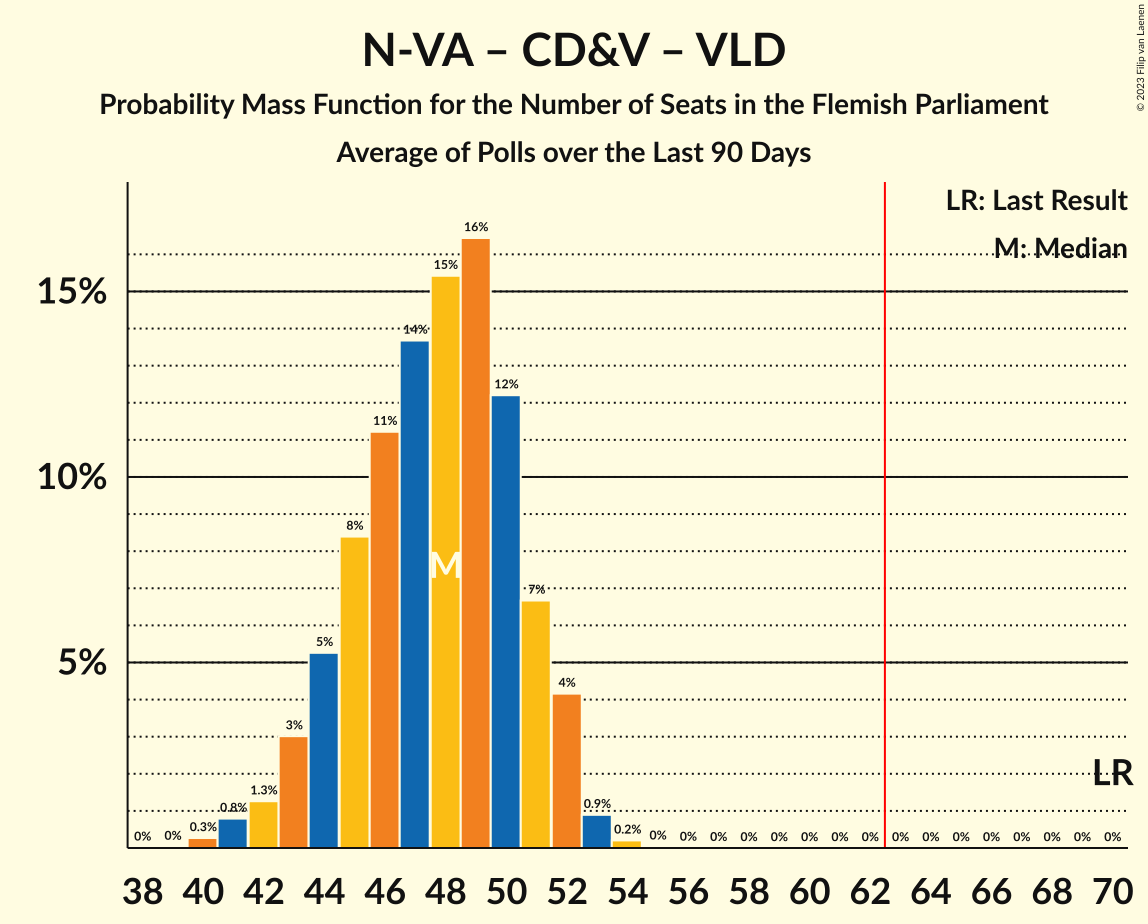 N-VA – CD&V – VLD
Probability Mass Function for the Number of Seats in the Flemish Parliament
Average of Polls over the Last 90 Days
© 2023 Filip van Laenen
LR: Last Result
M: Median
15%
10%
5%
0% 0% 0.3% 0.8% 1.3% 3% 5% 8% 11% 14% 15% 16% 12% 7% 4% 0.9% 0.2% 0% 0% 0% 0% 0% 0% 0% 0% 0% 0% 0% 0% 0% 0% 0% 0%
M
LR
38 40 42 44 46 48 50 52 54 56 58 60 62 64 66 68 70